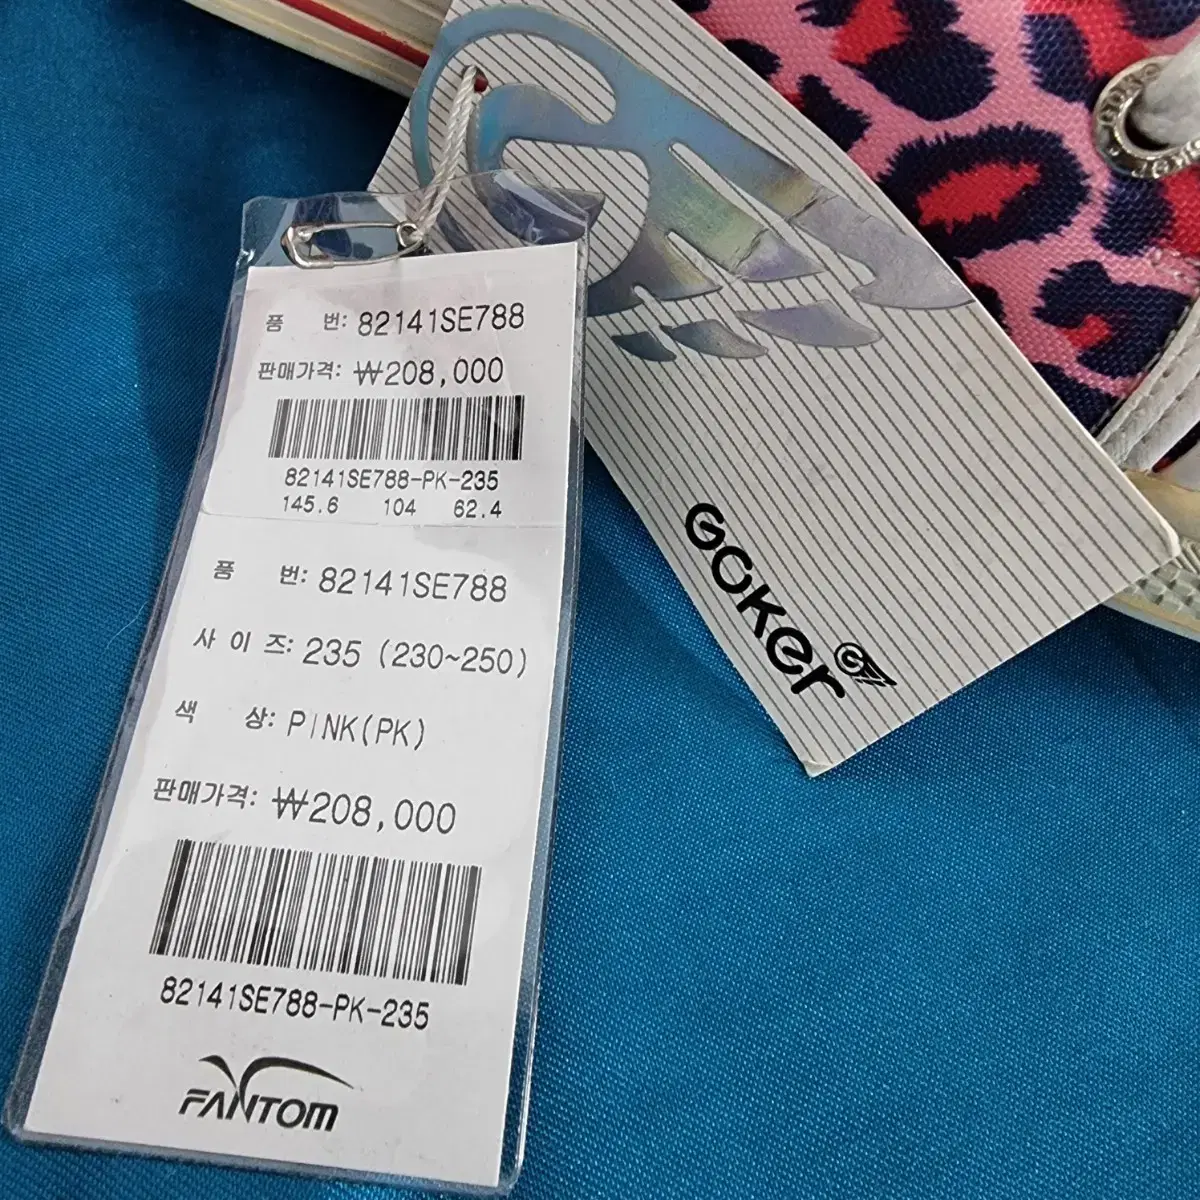 품 번: 82141SE788
판매가격: ₩208,000
82141SE788-PK-235
145.6 104 62.4
품 번: 82141SE788
사 이 즈: 235 (230~250)
색 상: PINK(PK)
판매가격: ₩208,000
82141SE788-PK-235
FANTOM
GOKER